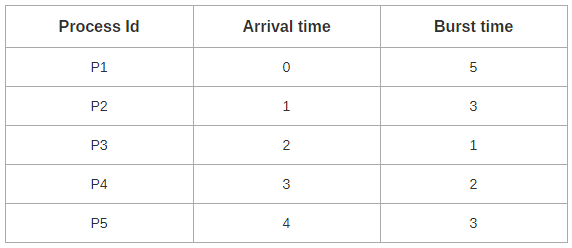 Process Id Arrival time Burst time
P1 0 5
P2 1 3
P3 2 1
P4 3 2
P5 4 3